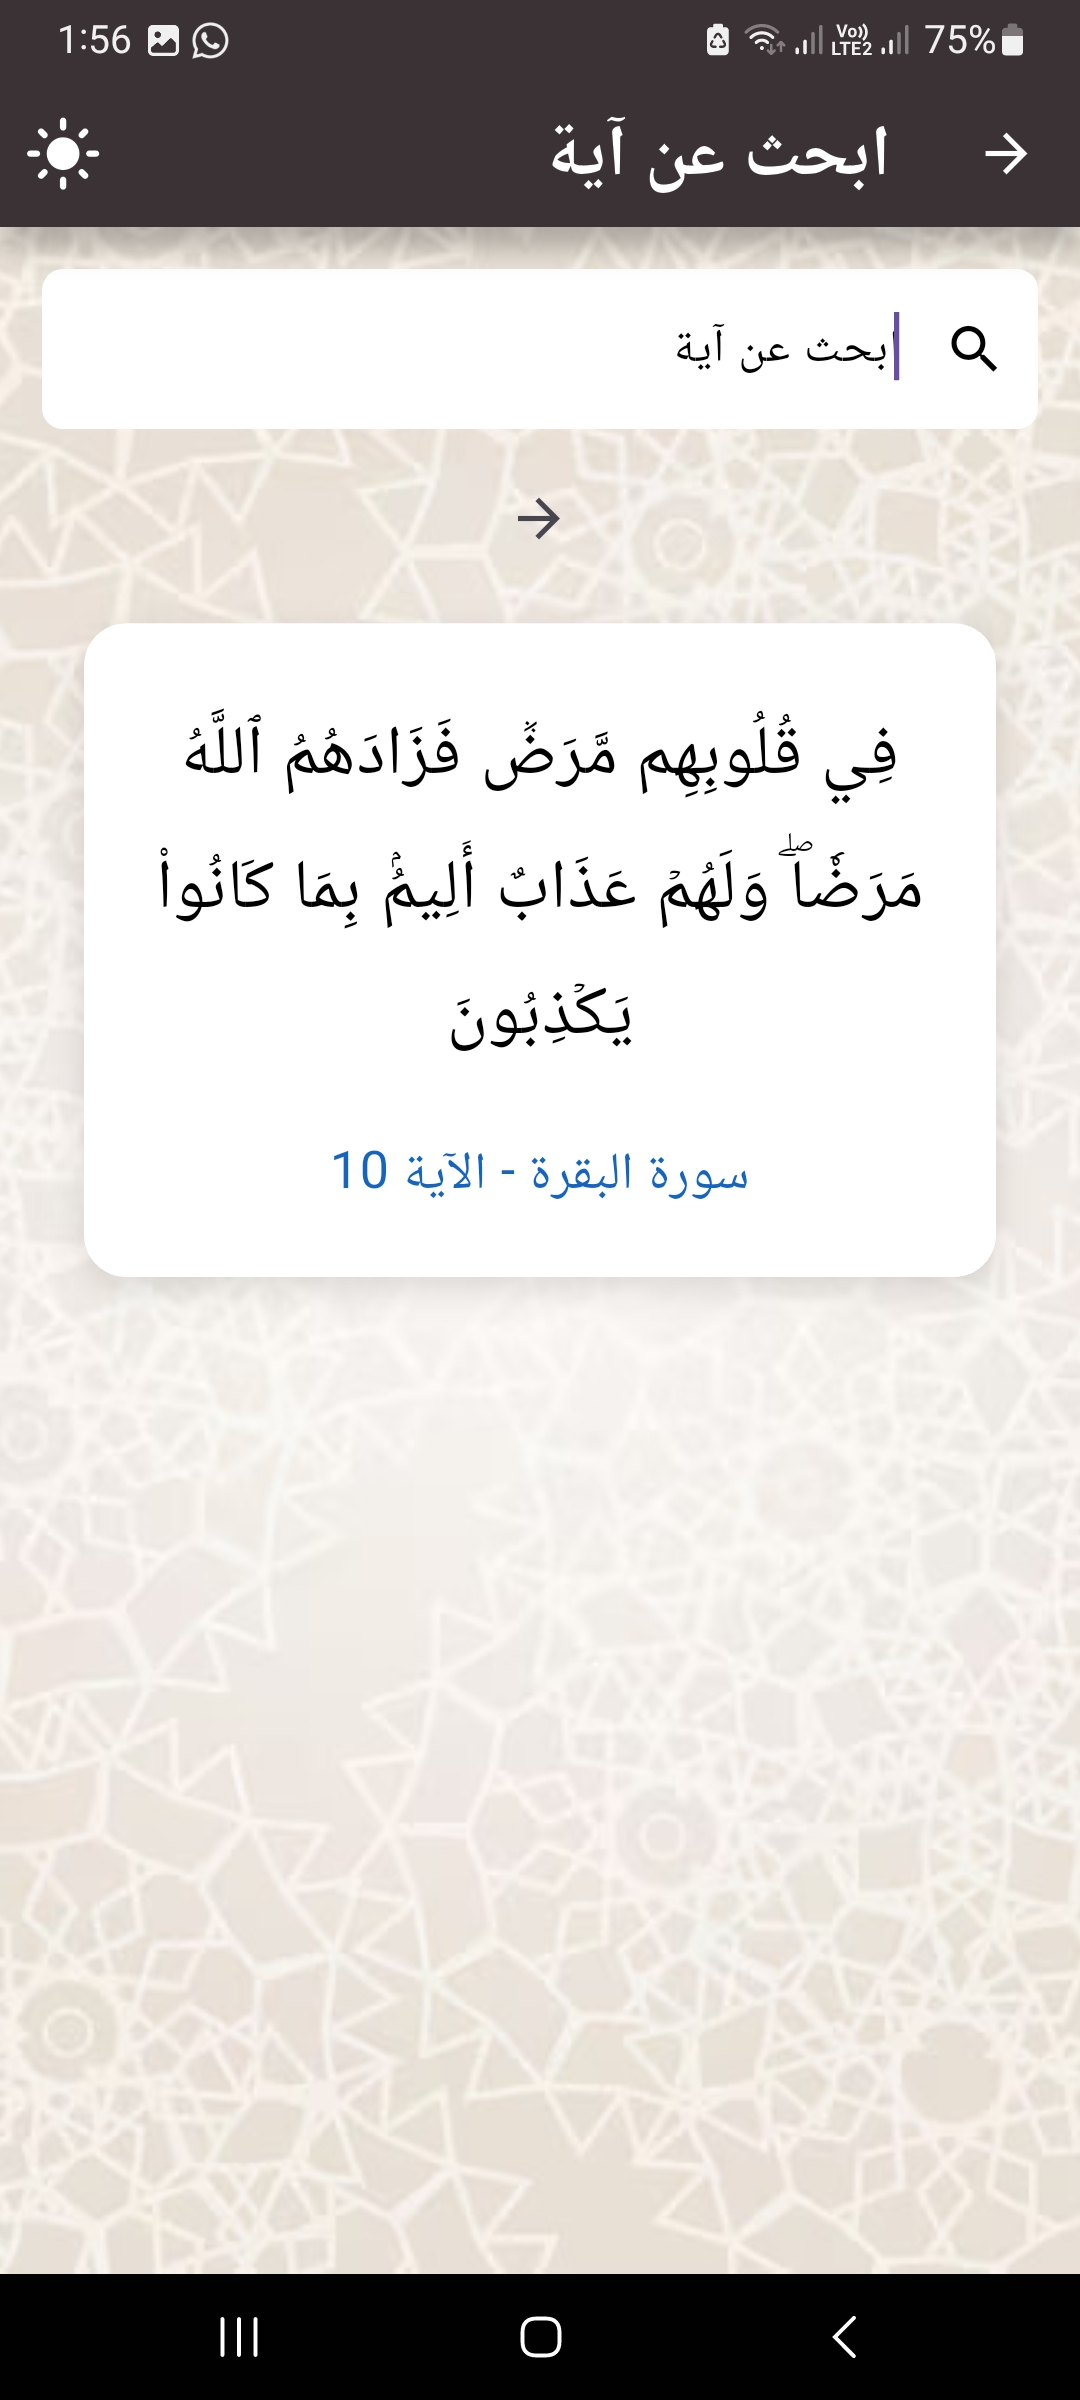 1:56
Vo)) LTE2 75%
ابحث عن آية
ابحث عن آية
فِي قُلُوبِهِم مَّرَضٞ فَزَادَهُمُ ٱللَّهُ
مَرَضٗاۖ وَلَهُمۡ عَذَابٌ أَلِيمُۢ بِمَا كَانُواْ
يَكۡذِبُونَ
سورة البقرة - الآية 10